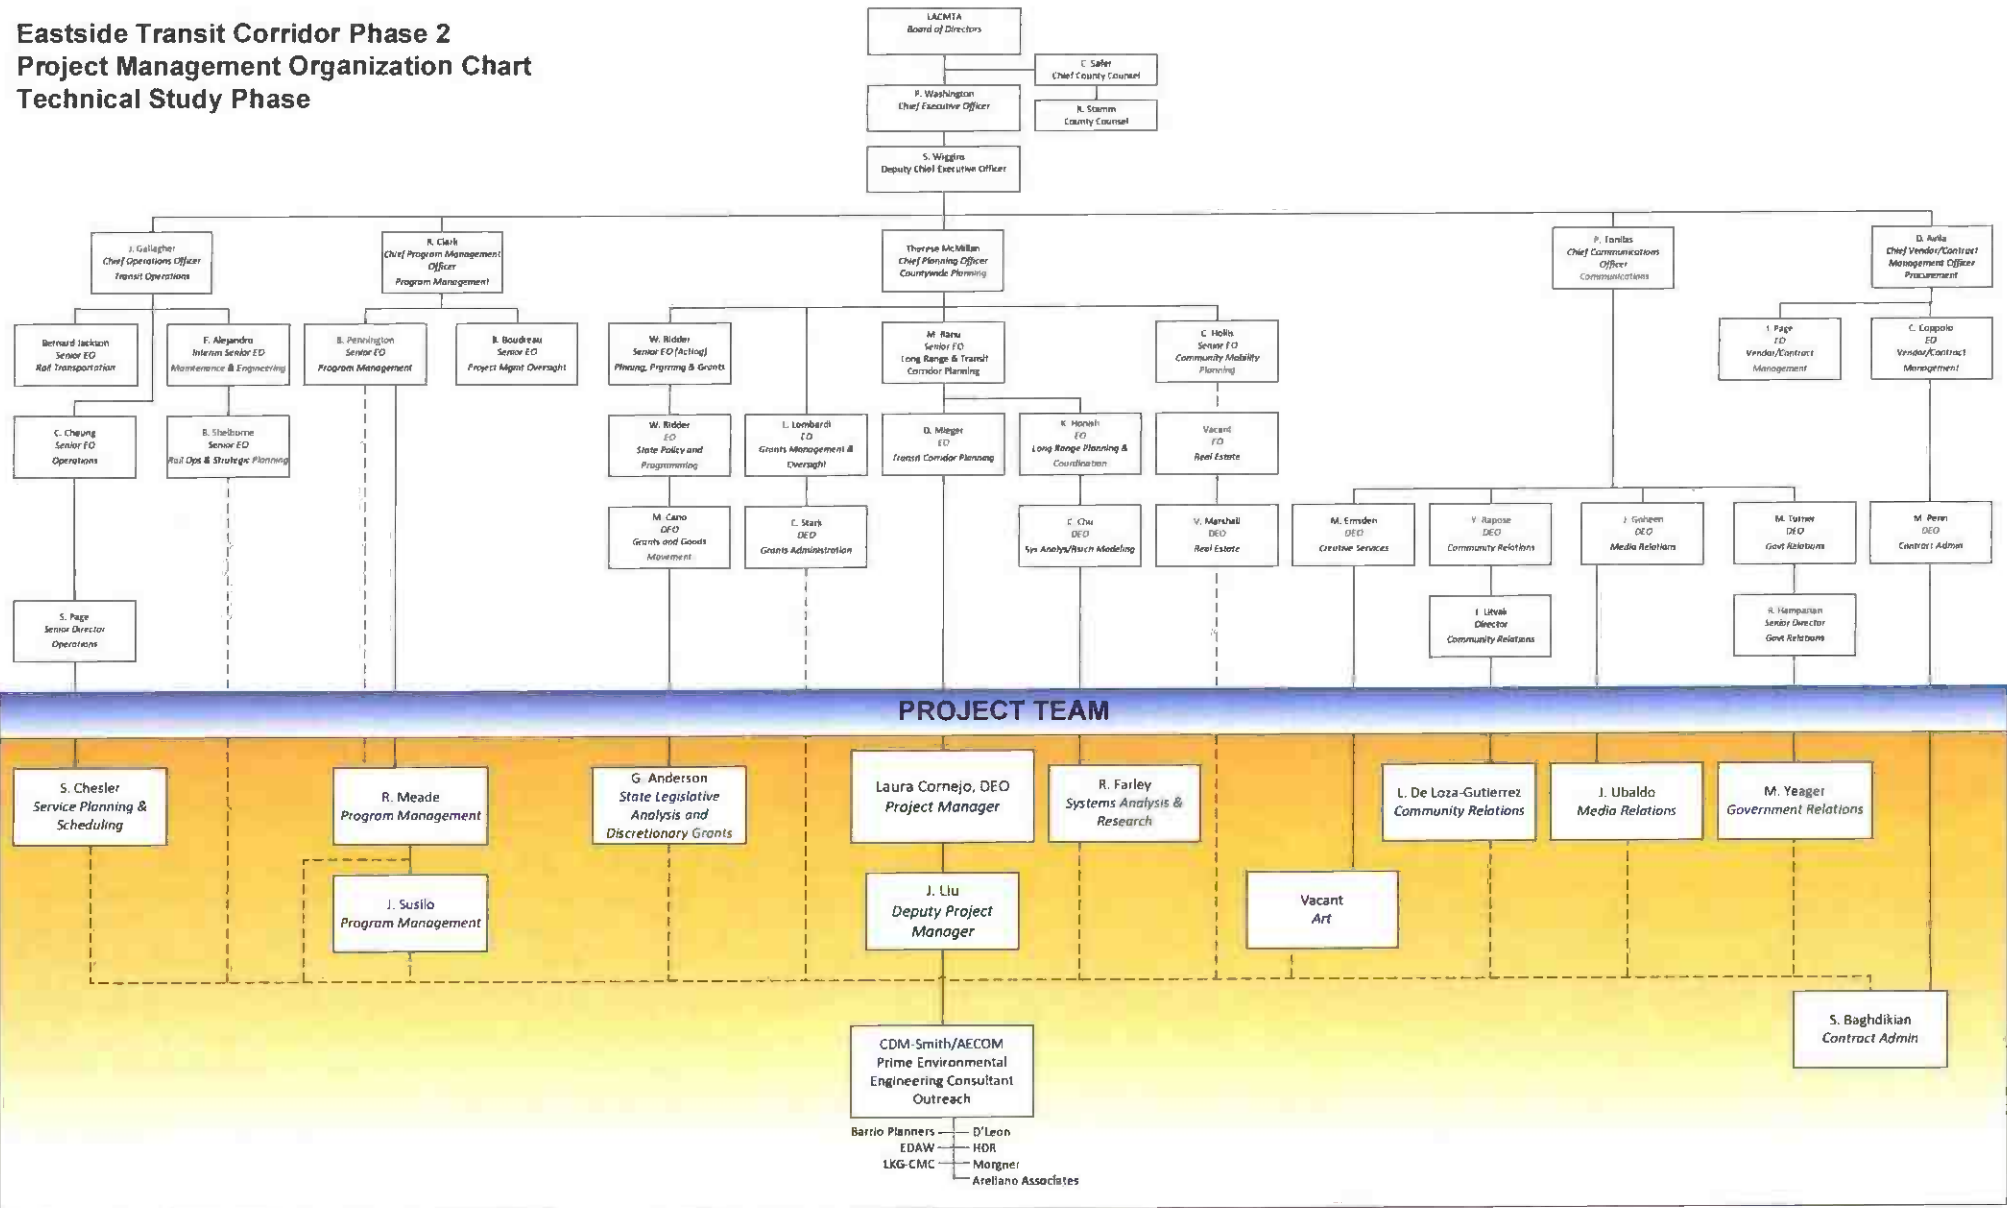 Eastside Transit Corridor Phase 2
Project Management Organization Chart
Technical Study Phase
LACMTA
Board of Directors
C. Safer
Chief County Counsel
P. Washington
Chief Executive Officer
R. Stamm
County Counsel
S. Wiggins
Deputy Chief Executive Officer
J. Gallagher
Chief Operations Officer
Transit Operations
R. Clark
Chief Program Management
Officer
Program Management
Therese McMillan
Chief Planning Officer
Countywide Planning
Chief Communications
Officer
Communications
D. Avila
Chief Vendor/Contract
Management Officer
Procurement
Bernard Jackson
Senior EO
Rail Transportation
F. Alejandro
Interim Senior EO
Maintenance & Engineering
B. Pennington
Senior EO
Program Management
B. Boudreau
Senior EO
Project Mgmt Oversight
W. Ridder
Senior EO (Acting)
Planning, Prgming & Grants
Senior EO
Long Range & Transit
Corridor Planning
Senior EO
Community Mobility
Planning
Page
EO
Vendor/Contract
Management
C. Coppolo
EO
Vendor/Contract
Management
C. Cheung
Senior EO
Operations
B. Shelburne
Senior EO
Rail Ops & Strategic Planning
W. Ridder
EO
State Policy and
Programming
L. Lombardi
EO
Grants Management &
Oversight
D. Mieger
EO
Transit Corridor Planning
K. Honish
EO
Long Range Planning &
Coordination
Vacant
EO
Real Estate
M. Cano
DEO
Grants and Goods
Movement
C. Stark
DEO
Grants Administration
C. Chu
DEO
Sys Analys/Rsrch Modeling
V. Marshall
DEO
Real Estate
M. Emsden
DEO
Creative Services
Y. Rapose
DEO
Community Relations
J. Goheen
DEO
Media Relations
M. Turner
DEO
Govt Relations
M. Penn
DEO
Contract Admin
S. Page
Senior Director
Operations
Litvak
Director
Community Relations
R. Hamparian
Senior Director
Govt Relations
PROJECT TEAM
S. Chesler
Service Planning &
Scheduling
R. Meade
Program Management
G. Anderson
State Legislative
Analysis and
Discretionary Grants
Laura Cornejo, DEO
Project Manager
R. Farley
Systems Analysis &
Research
L. De Loza-Gutierrez
Community Relations
J. Ubaldo
Media Relations
M. Yeager
Government Relations
J. Susilo
Program Management
J. Liu
Deputy Project
Manager
Vacant
Art
S. Baghdikian
Contract Admin
CDM-Smith/AECOM
Prime Environmental
Engineering Consultant
Outreach
Barrio Planners D'Leon
EDAW HDR
LKG-CMC Morgner
Arellano Associates